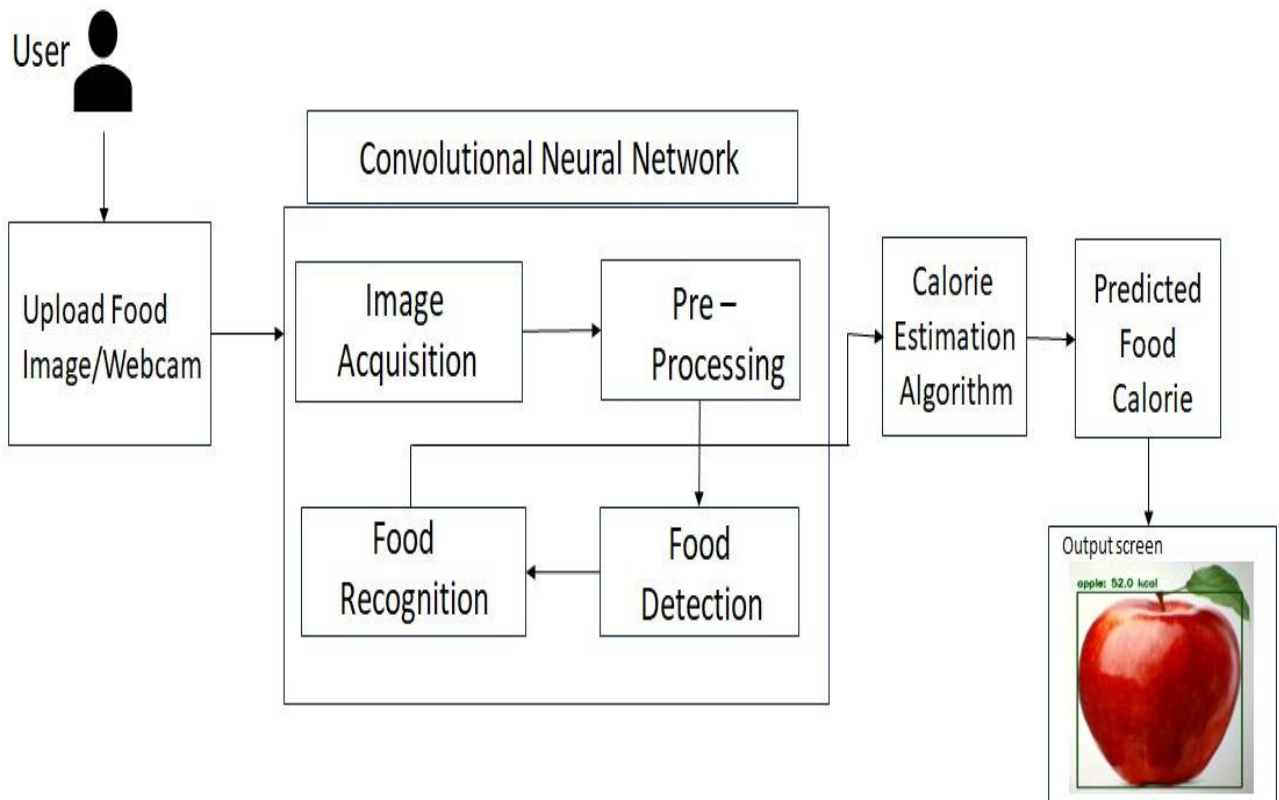 User
Convolutional Neural Network
Upload Food
Image/Webcam
Image
Acquisition
Pre –
Processing
Food
Recognition
Food
Detection
Calorie
Estimation
Algorithm
Predicted
Food
Calorie
Output screen
apple: 52.0 kcal